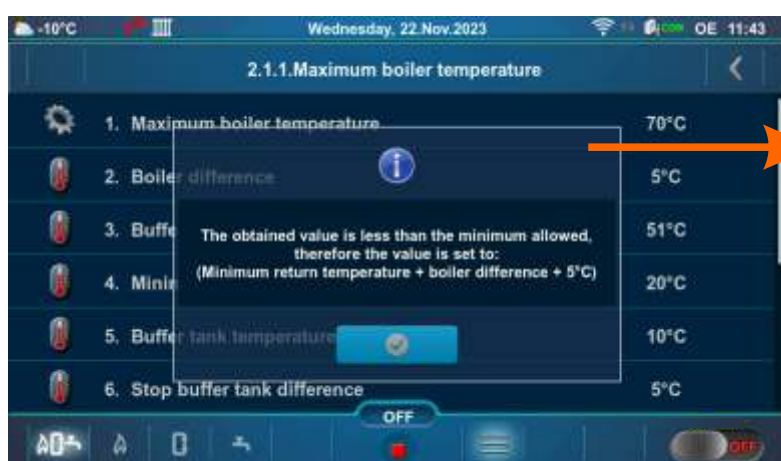 -10°C Wednesday, 22.Nov.2023 OE 11:43
2.1.1.Maximum boiler temperature
1. Maximum boiler temperature 70°C
2. Boiler difference 5°C
3. Buffe 51°C
The obtained value is less than the minimum allowed,
therefore the value is set to:
(Minimum return temperature + boiler difference + 5°C)
4. Minim 20°C
5. Buffer tank temperature 10°C
6. Stop buffer tank difference 5°C
OFF
OFF